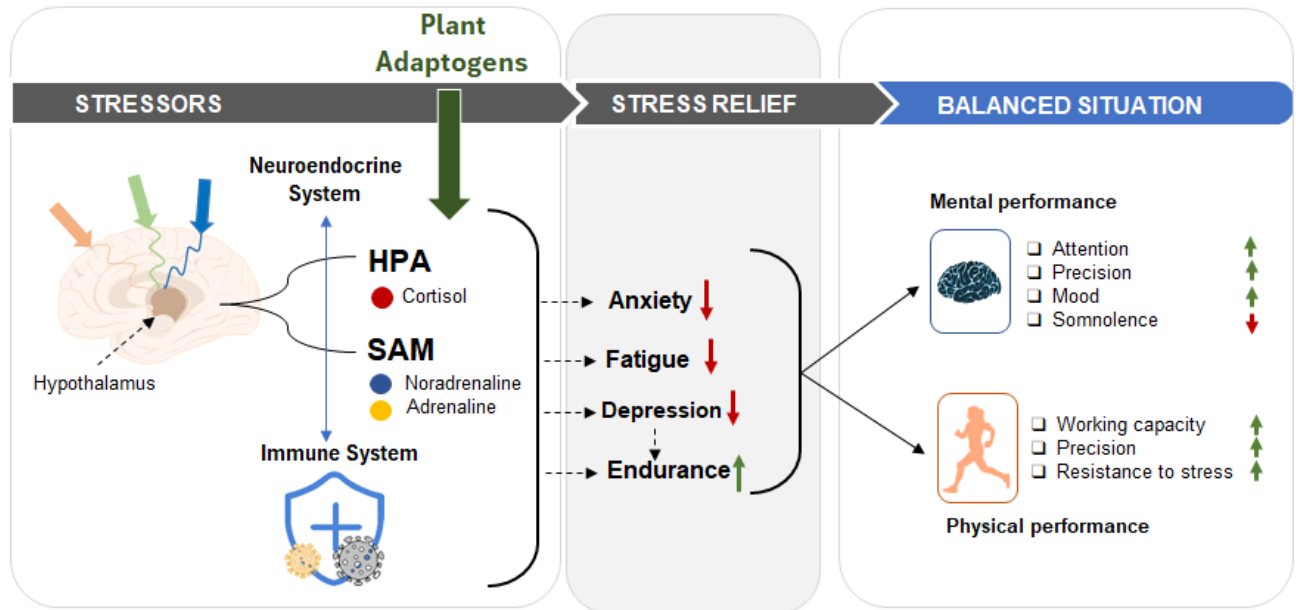 Plant
Adaptogens
STRESSORS
STRESS RELIEF
BALANCED SITUATION
Neuroendocrine
System
HPA
Cortisol
SAM
Noradrenaline
Adrenaline
Hypothalamus
Immune System
Anxiety
Fatigue
Depression
Endurance
Mental performance
Attention
Precision
Mood
Somnolence
Working capacity
Precision
Resistance to stress
Physical performance